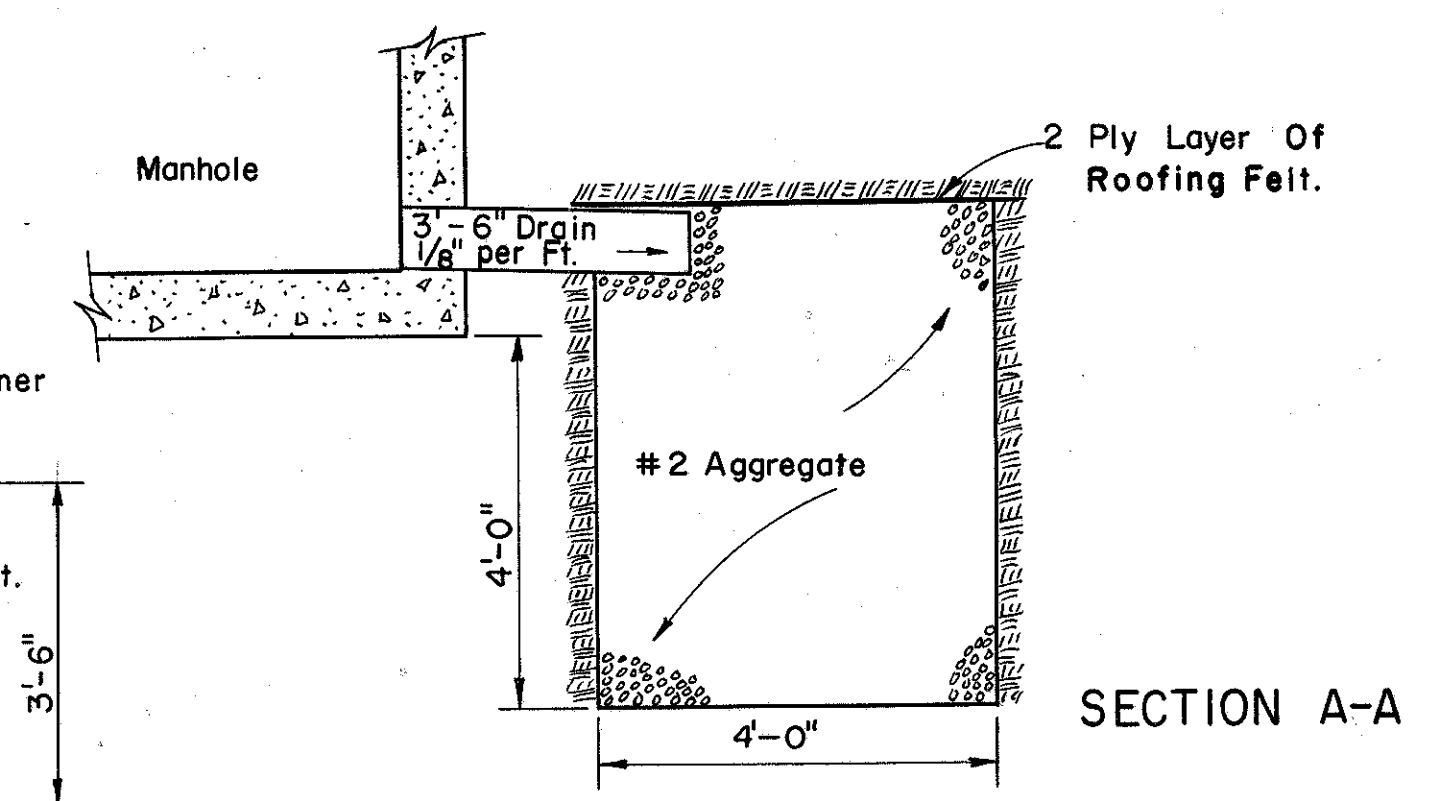 Manhole
2 Ply Layer Of
Roofing Felt.
3'-6" Drain
1/8" per Ft.
#2 Aggregate
4'-0"
3'-6"
4'-0"
SECTION A-A